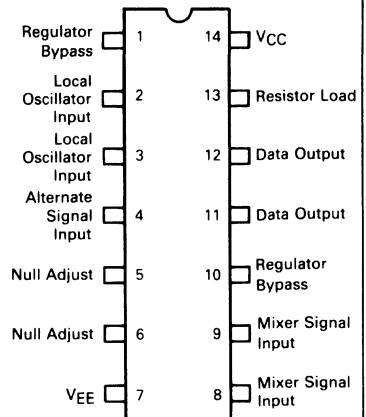 Regulator
Bypass
1
14
VCC
Local
Oscillator
Input
2
13
Resistor Load
Local
Oscillator
Input
3
12
Data Output
Alternate
Signal
Input
4
11
Data Output
Null Adjust
5
10
Regulator
Bypass
Null Adjust
6
9
Mixer Signal
Input
VEE
7
8
Mixer Signal
Input